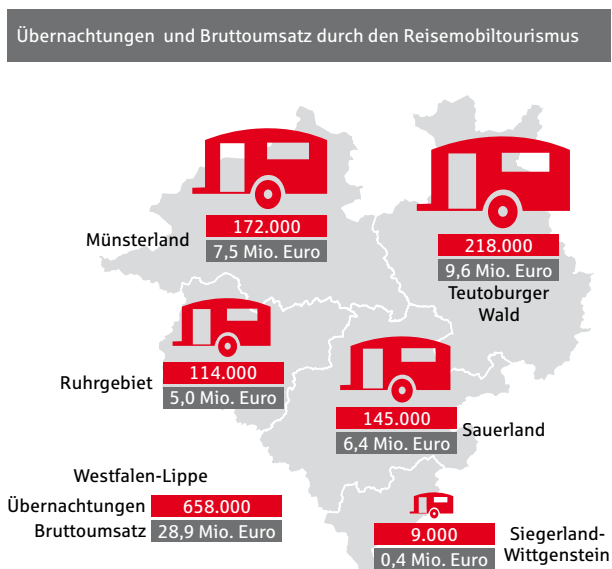 Übernachtungen und Bruttoumsatz durch den Reisemobiltourismus
Münsterland
172.000
7,5 Mio. Euro
218.000
9,6 Mio. Euro
Teutoburger
Wald
Ruhrgebiet
114.000
5,0 Mio. Euro
145.000
6,4 Mio. Euro
Sauerland
Westfalen-Lippe
Übernachtungen 658.000
Bruttoumsatz 28,9 Mio. Euro
9.000
0,4 Mio. Euro
Siegerland-
Wittgenstein